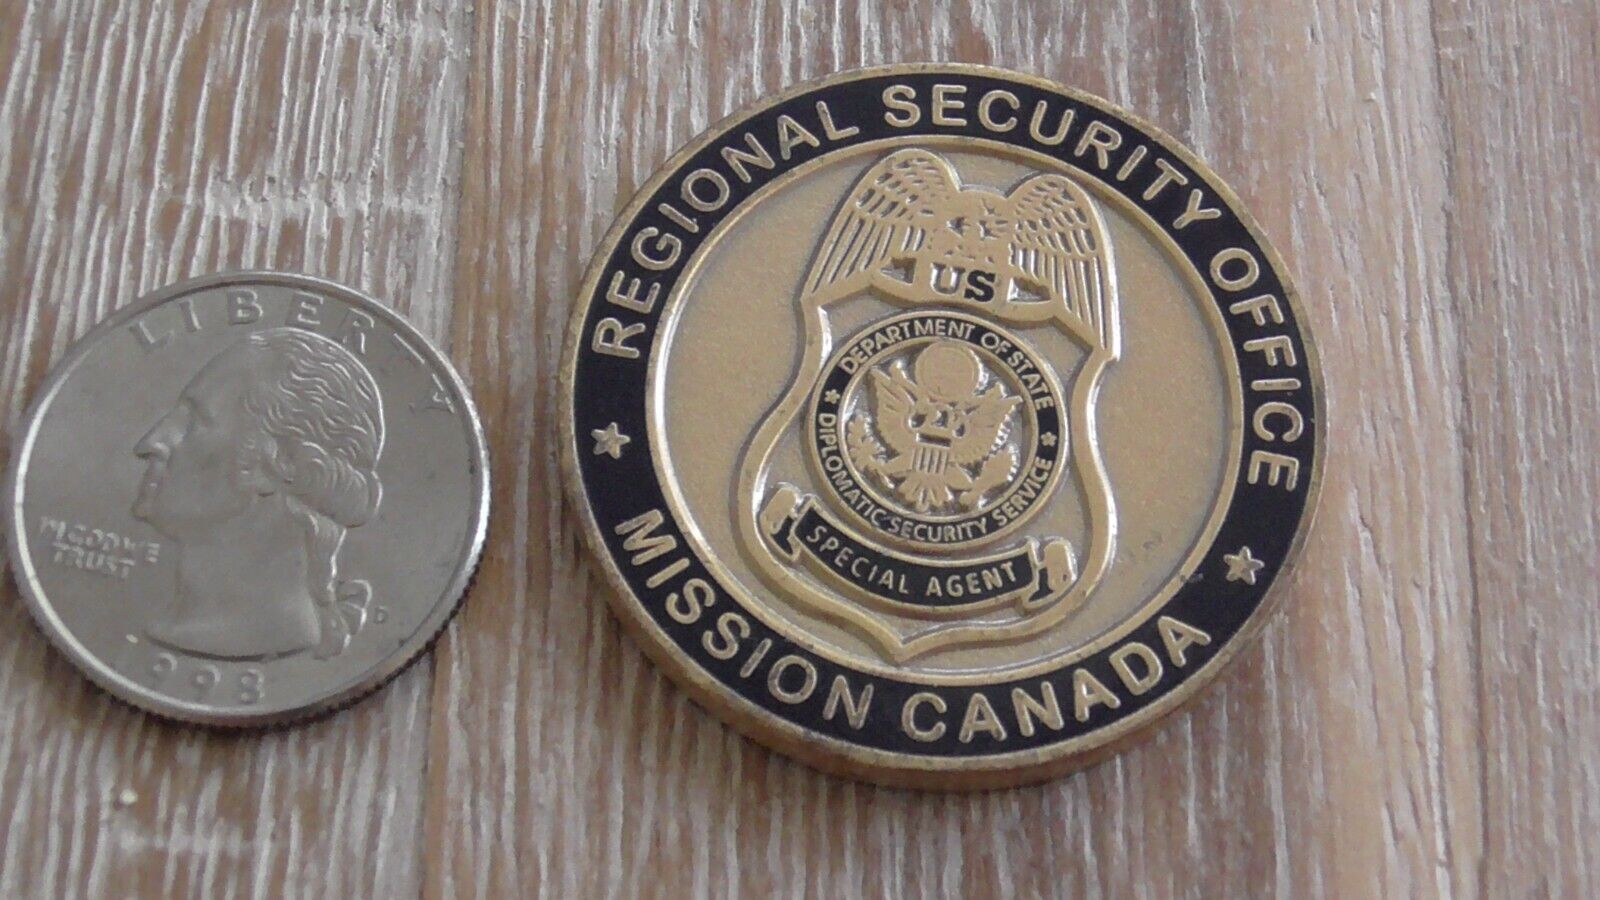 LIBERTY
IN GOD WE
TRUST
D
1998
REGIONAL SECURITY OFFICE
US
DEPARTMENT OF STATE
DIPLOMATIC SECURITY SERVICE
SPECIAL AGENT
MISSION CANADA